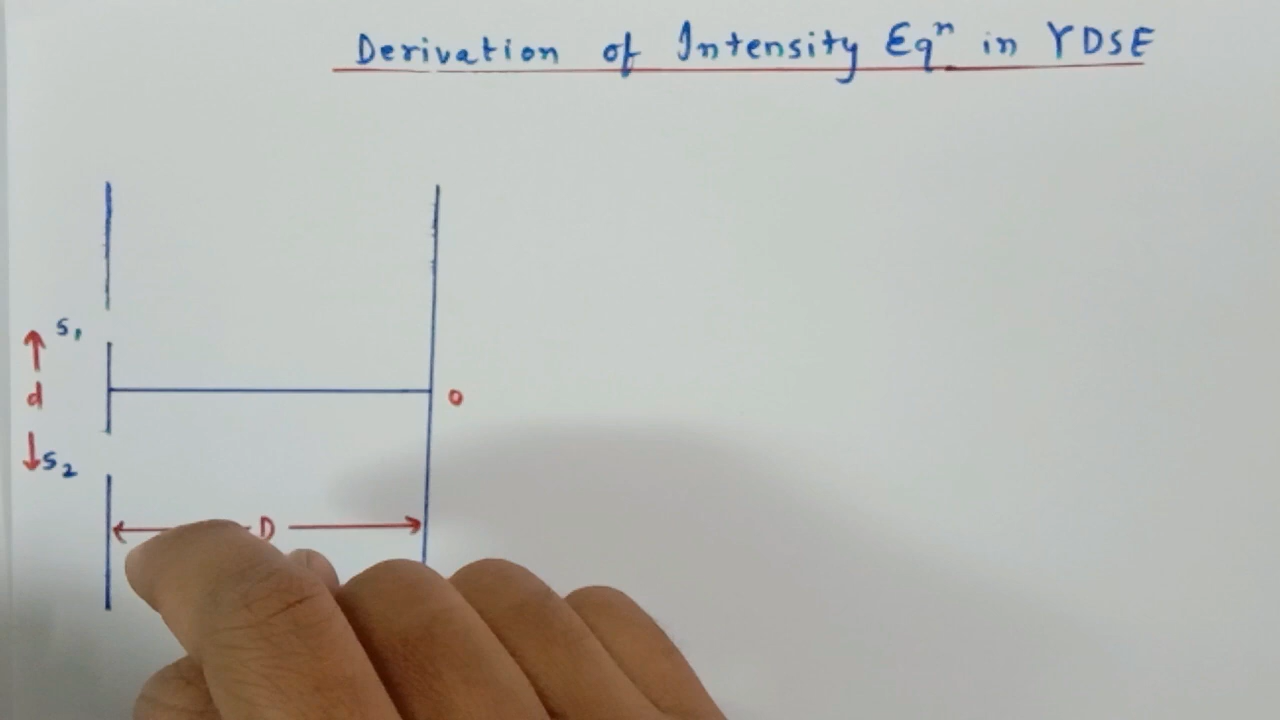 Derivation of Intensity Eqⁿ in YDSE
S₁
d
O
S₂
D